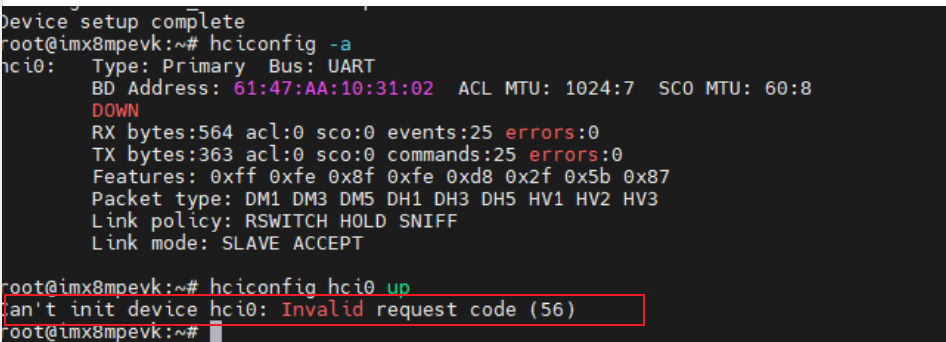 Device setup complete
root@imx8mpevk:~# hciconfig -a
hci0: Type: Primary Bus: UART
BD Address: 61:47:AA:10:31:02 ACL MTU: 1024:7 SCO MTU: 60:8
DOWN
RX bytes:564 acl:0 sco:0 events:25 errors:0
TX bytes:363 acl:0 sco:0 commands:25 errors:0
Features: 0xff 0xfe 0x8f 0xfe 0xd8 0x2f 0x5b 0x87
Packet type: DM1 DM3 DM5 DH1 DH3 DH5 HV1 HV2 HV3
Link policy: RSWITCH HOLD SNIFF
Link mode: SLAVE ACCEPT
root@imx8mpevk:~# hciconfig hci0 up
Can't init device hci0: Invalid request code (56)
root@imx8mpevk:~#